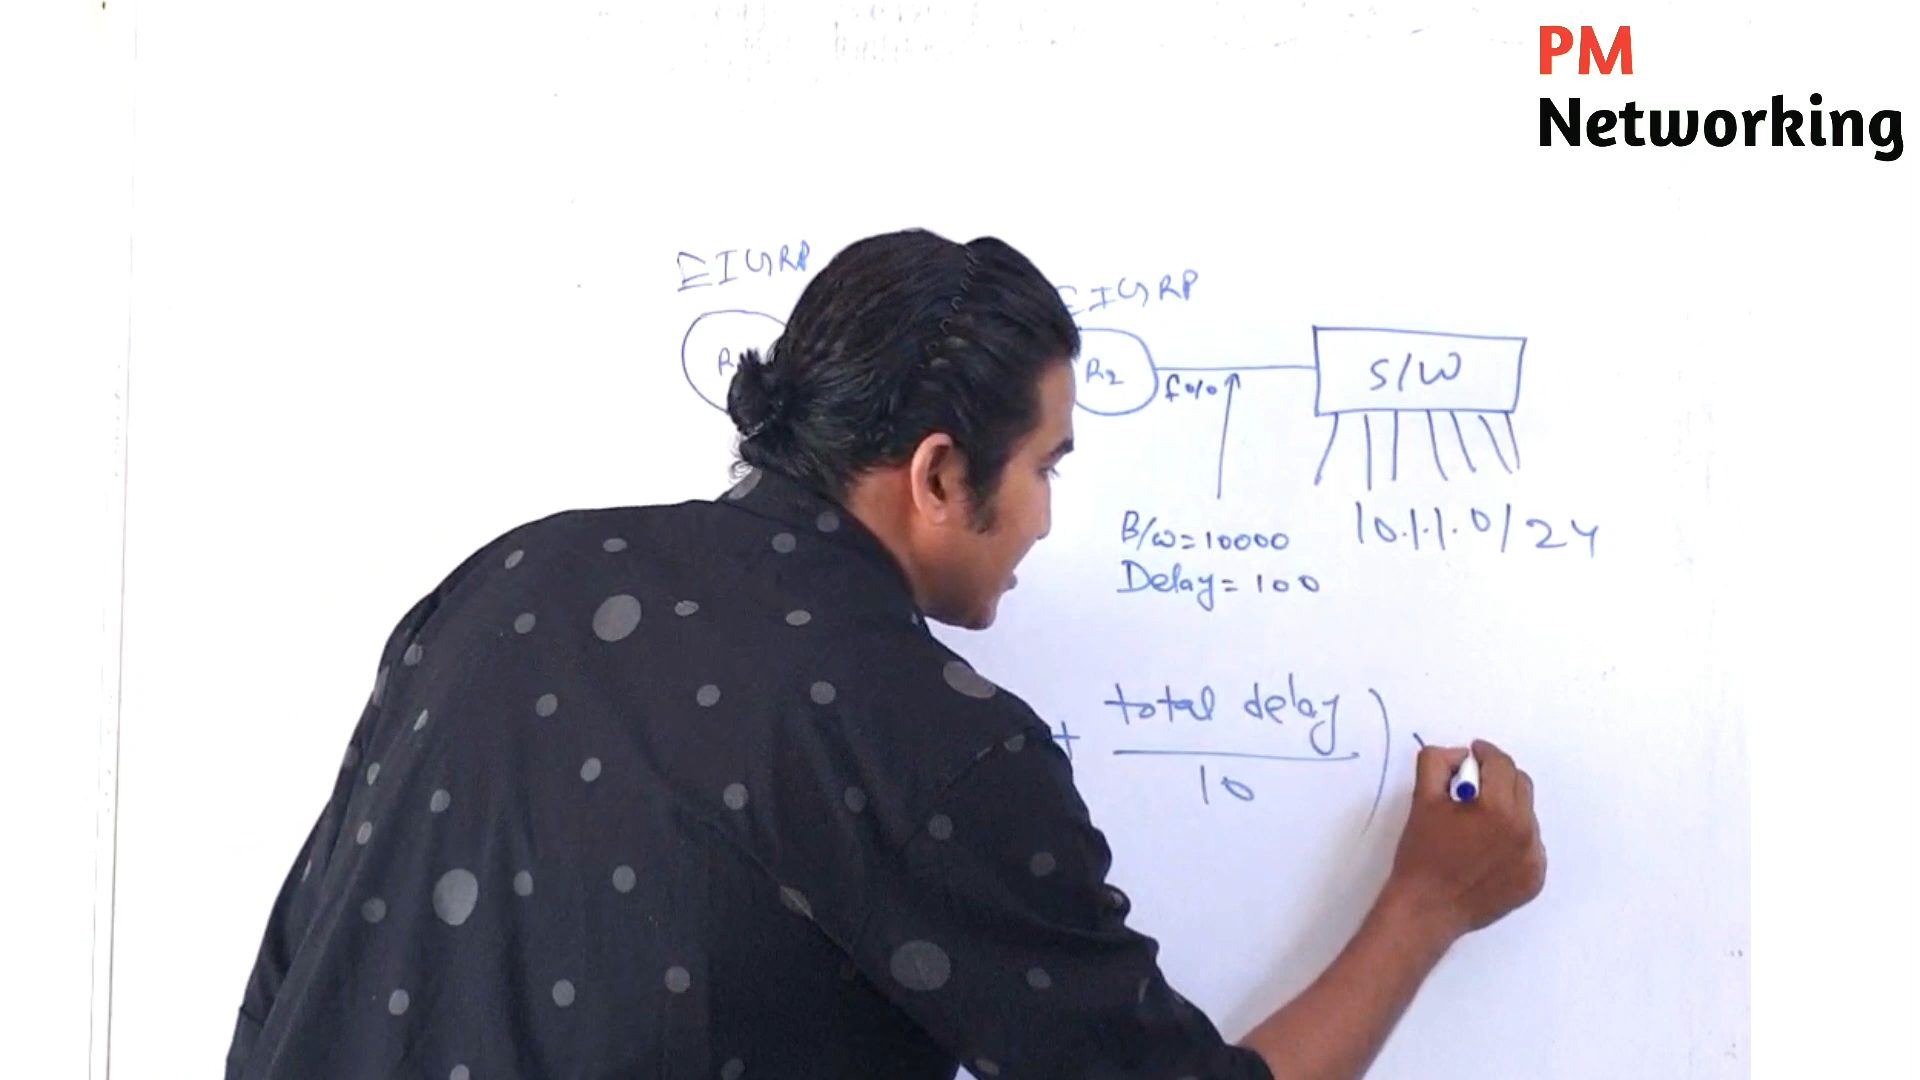 PM
Networking
EIGRP
EIGRP
R2
f0/0
S/W
B/W=10000
Delay=100
10.1.1.0/24
+ total delay
10
)